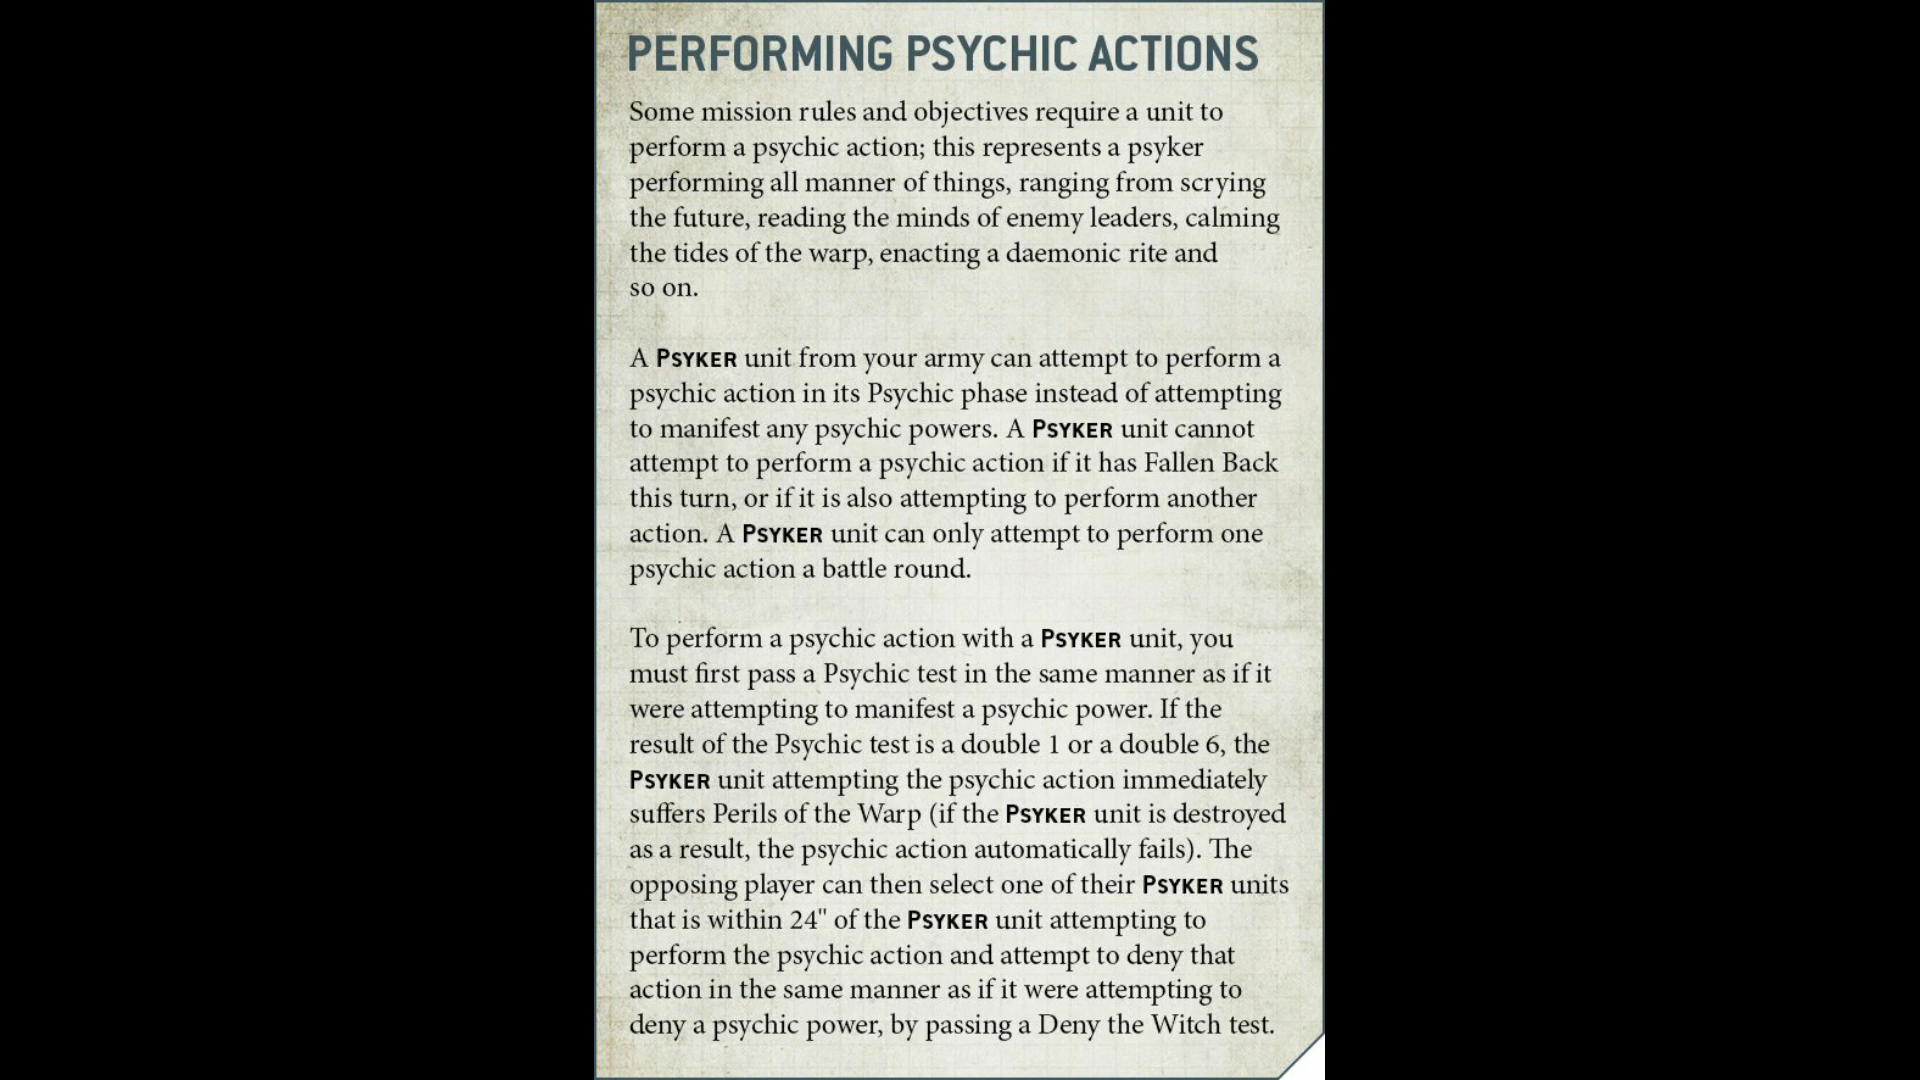 PERFORMING PSYCHIC ACTIONS
Some mission rules and objectives require a unit to
perform a psychic action; this represents a psyker
performing all manner of things, ranging from scrying
the future, reading the minds of enemy leaders, calming
the tides of the warp, enacting a daemonic rite and
so on.
A PSYKER unit from your army can attempt to perform a
psychic action in its Psychic phase instead of attempting
to manifest any psychic powers. A PSYKER unit cannot
attempt to perform a psychic action if it has Fallen Back
this turn, or if it is also attempting to perform another
action. A PSYKER unit can only attempt to perform one
psychic action a battle round.
To perform a psychic action with a PSYKER unit, you
must first pass a Psychic test in the same manner as if it
were attempting to manifest a psychic power. If the
result of the Psychic test is a double 1 or a double 6, the
PSYKER unit attempting the psychic action immediately
suffers Perils of the Warp (if the PSYKER unit is destroyed
as a result, the psychic action automatically fails). The
opposing player can then select one of their PSYKER units
that is within 24" of the PSYKER unit attempting to
perform the psychic action and attempt to deny that
action in the same manner as if it were attempting to
deny a psychic power, by passing a Deny the Witch test.